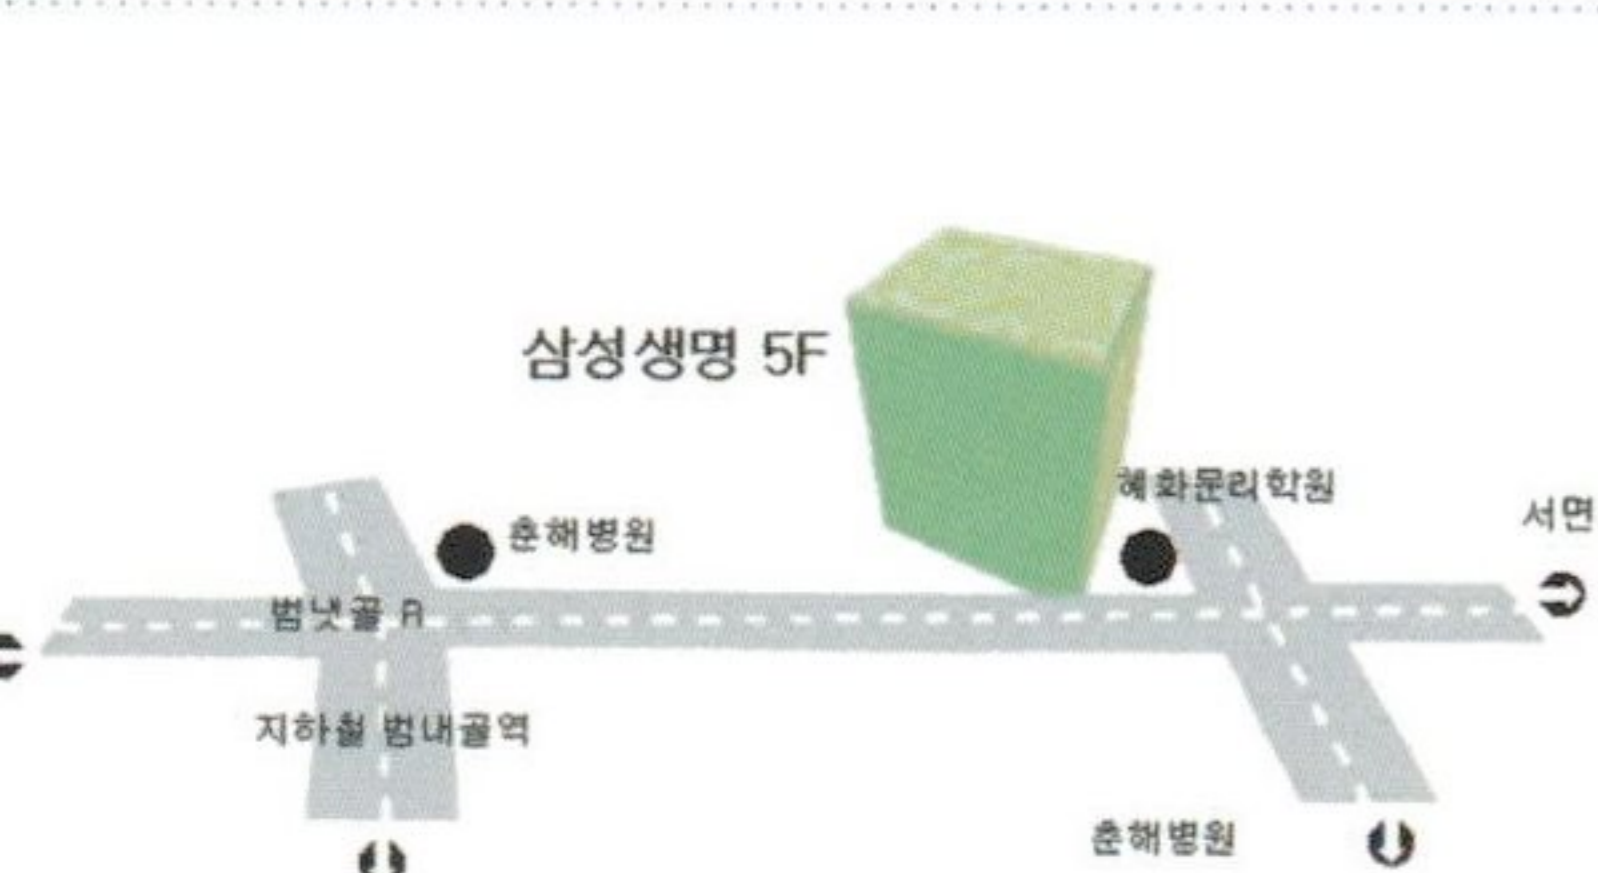 삼성생명 5F
혜화문리학원
서면
춘해병원
범냇골 R
지하철 범내골역
춘해병원